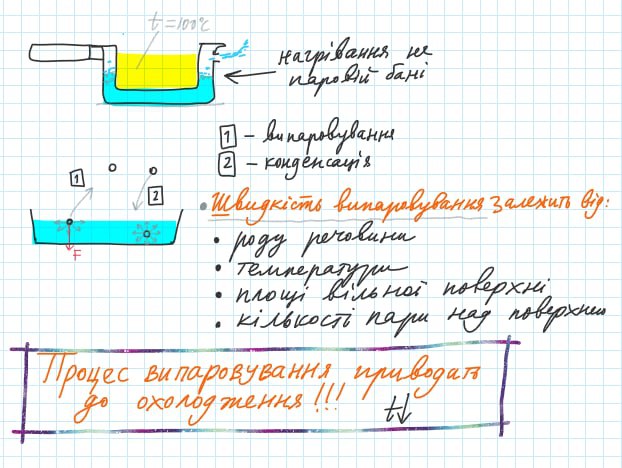 t=100°C
нагрівання на
паровій бані
1 – випаровування
2 – конденсація
1
2
F
• Швидкість випаровування залежить від:
• роду речовини
• температури
• площі вільної поверхні
• кількості пари над поверхнею
Процес випаровування приводить
до охолодження!!! t↓